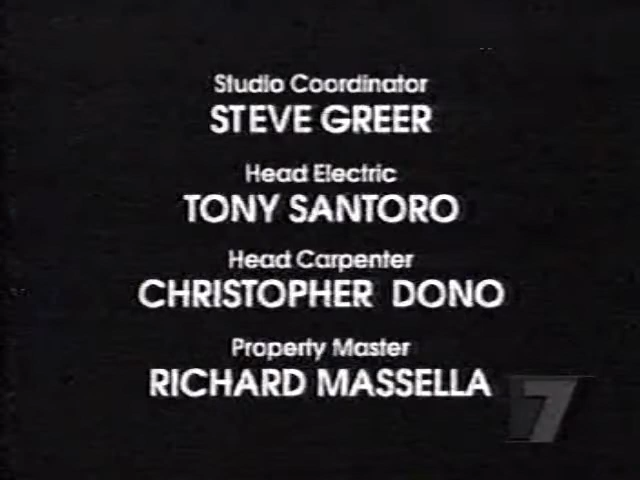 Studio Coordinator
STEVE GREER
Head Electric
TONY SANTORO
Head Carpenter
CHRISTOPHER DONO
Property Master
RICHARD MASSELLA
7